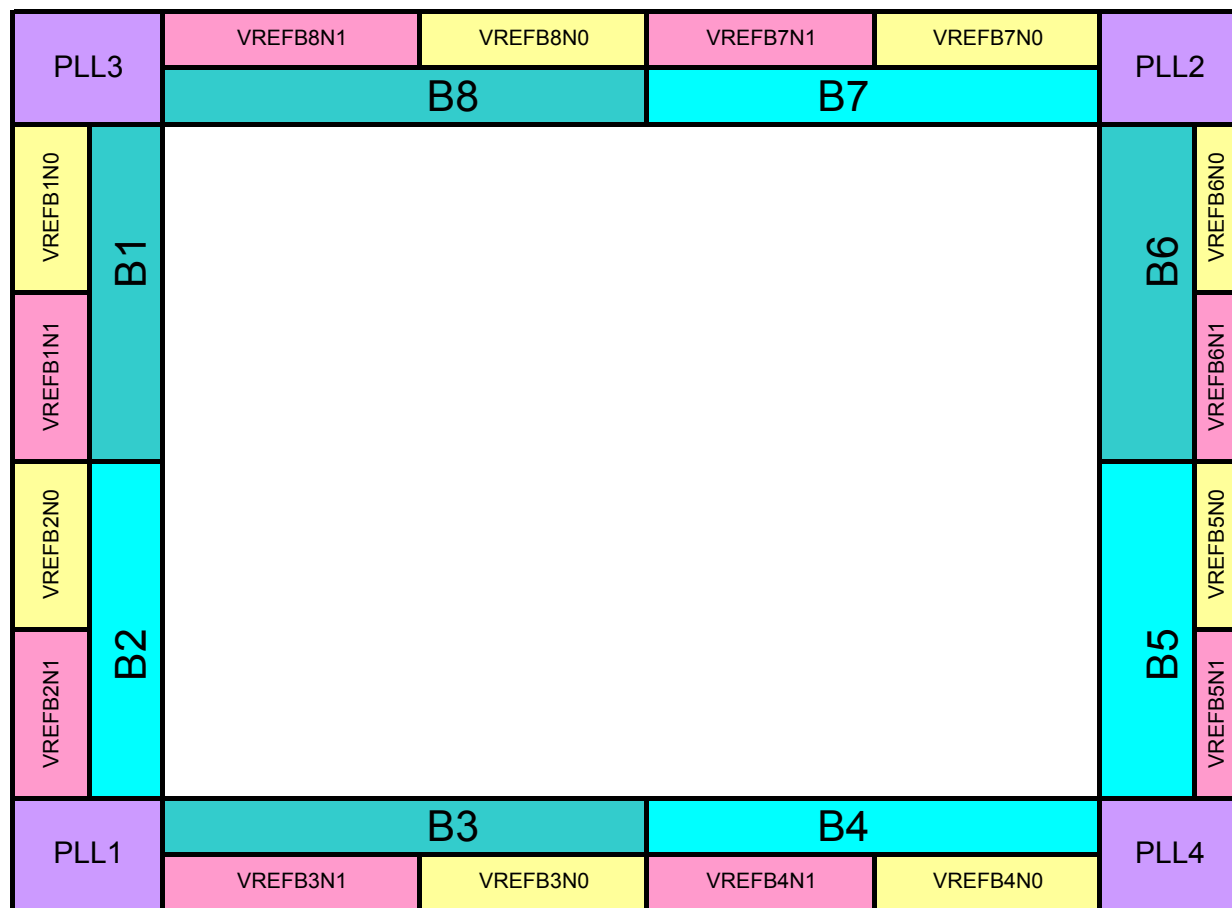 PLL3
VREFB8N1
VREFB8N0
VREFB7N1
VREFB7N0
PLL2
B8
B7
VREFB1N0
B1
VREFB1N1
VREFB2N0
B2
VREFB2N1
B6
VREFB6N0
VREFB6N1
B5
VREFB5N0
VREFB5N1
PLL1
B3
B4
PLL4
VREFB3N1
VREFB3N0
VREFB4N1
VREFB4N0